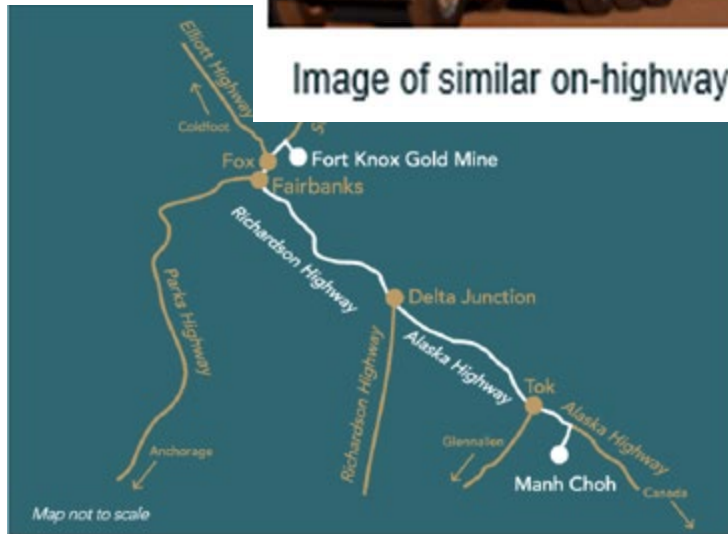 Image of similar on-highway
Elliott Highway
Coldfoot
Fox
Fort Knox Gold Mine
Fairbanks
Richardson Highway
Parks Highway
Delta Junction
Alaska Highway
Richardson Highway
Tok
Alaska Highway
Glennallen
Anchorage
Manh Choh
Canada
Map not to scale